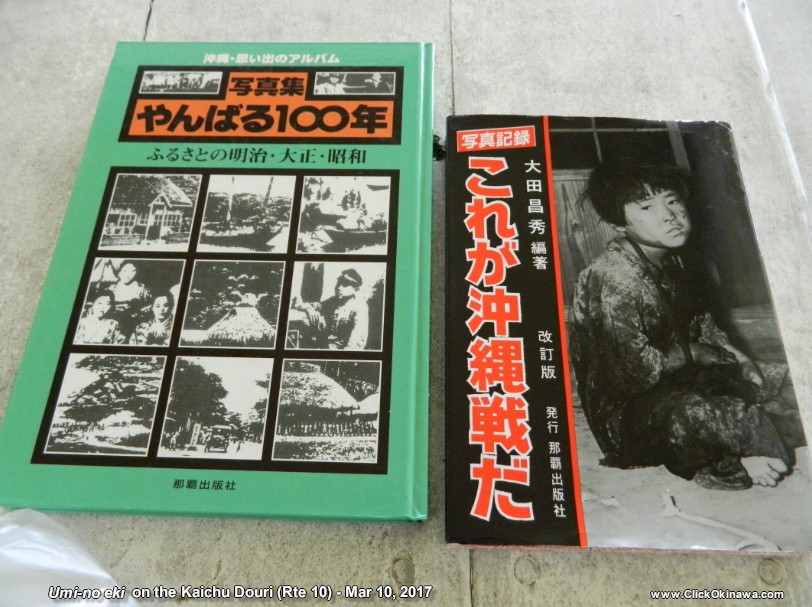 沖縄・思い出のアルバム
写真集
やんばる100年
ふるさとの明治・大正・昭和
那覇出版社
写真記録
これが沖縄戦だ
大田昌秀 編著
改訂版
発行 那覇出版社
Umi-no eki on the Kaichu Douri (Rte 10) - Mar 10, 2017
www.ClickOkinawa.com